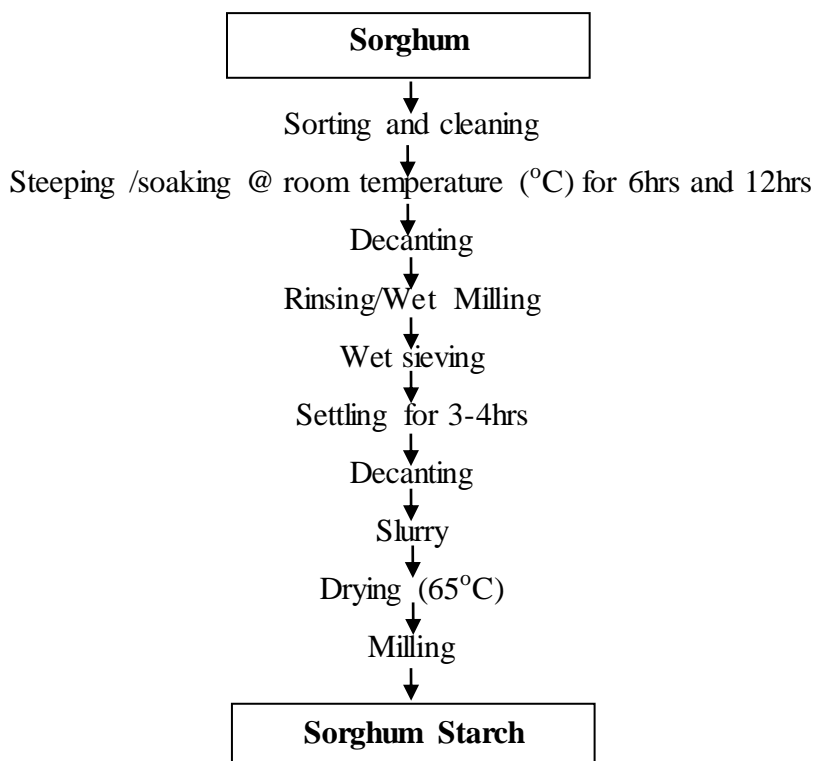 Sorghum
Sorting and cleaning
Steeping /soaking @ room temperature (°C) for 6hrs and 12hrs
Decanting
Rinsing/Wet Milling
Wet sieving
Settling for 3-4hrs
Decanting
Slurry
Drying (65°C)
Milling
Sorghum Starch